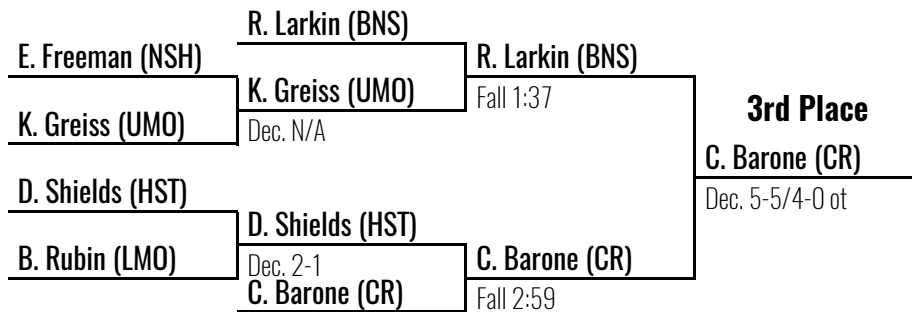 R. Larkin (BNS)
E. Freeman (NSH)
R. Larkin (BNS)
K. Greiss (UMO)
Fall 1:37
3rd Place
K. Greiss (UMO)
Dec. N/A
C. Barone (CR)
D. Shields (HST)
Dec. 5-5/4-0 ot
D. Shields (HST)
B. Rubin (LMO)
Dec. 2-1
C. Barone (CR)
C. Barone (CR)
Fall 2:59